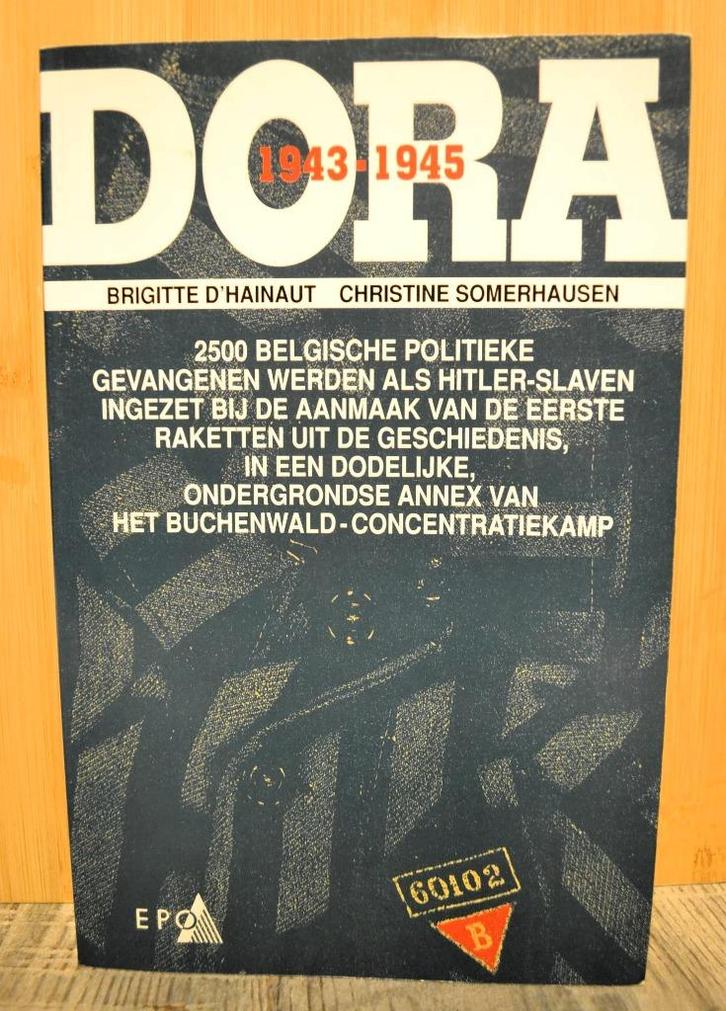 DORA
1943·1945
BRIGITTE D'HAINAUT CHRISTINE SOMERHAUSEN
2500 BELGISCHE POLITIEKE
GEVANGENEN WERDEN ALS HITLER-SLAVEN
INGEZET BIJ DE AANMAAK VAN DE EERSTE
RAKETTEN UIT DE GESCHIEDENIS,
IN EEN DODELIJKE,
ONDERGRONDSE ANNEX VAN
HET BUCHENWALD-CONCENTRATIEKAMP
60102
B
EPO